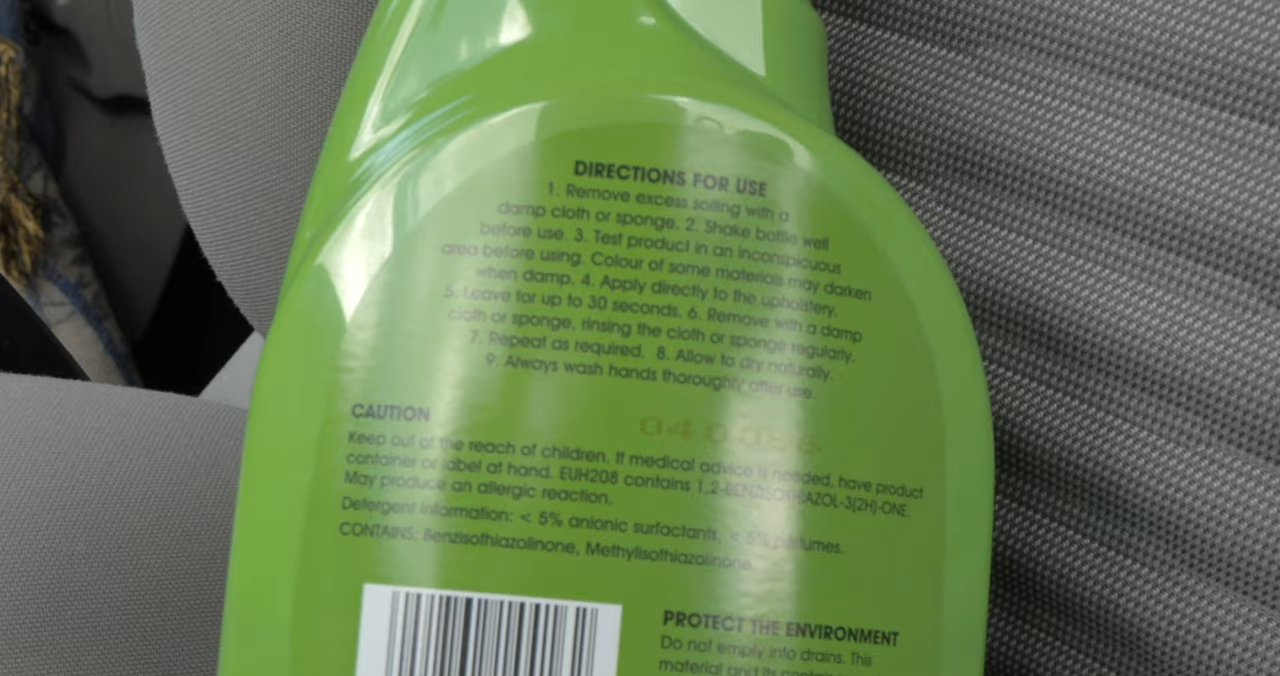 DIRECTIONS FOR USE
1. Remove excess soiling with a
damp cloth or sponge. 2. Shake bottle well
before use. 3. Test product in an inconspicuous
area before using. Colour of some materials may darken
when damp. 4. Apply directly to the upholstery.
5. Leave for up to 30 seconds. 6. Remove with a damp
cloth or sponge, rinsing the cloth or sponge regularly.
7. Repeat as required. 8. Allow to dry naturally.
9. Always wash hands thoroughly after use.
CAUTION
Keep out of the reach of children. If medical advice is needed, have product
container or label at hand. EUH208 contains 1,2-BENZISOTHIAZOL-3(2H)-ONE.
May produce an allergic reaction.
Detergent information: < 5% anionic surfactants, < 5% perfumes.
CONTAINS: Benzisothiazolinone, Methylisothiazolinone.
PROTECT THE ENVIRONMENT
Do not empty into drains. This
material and its